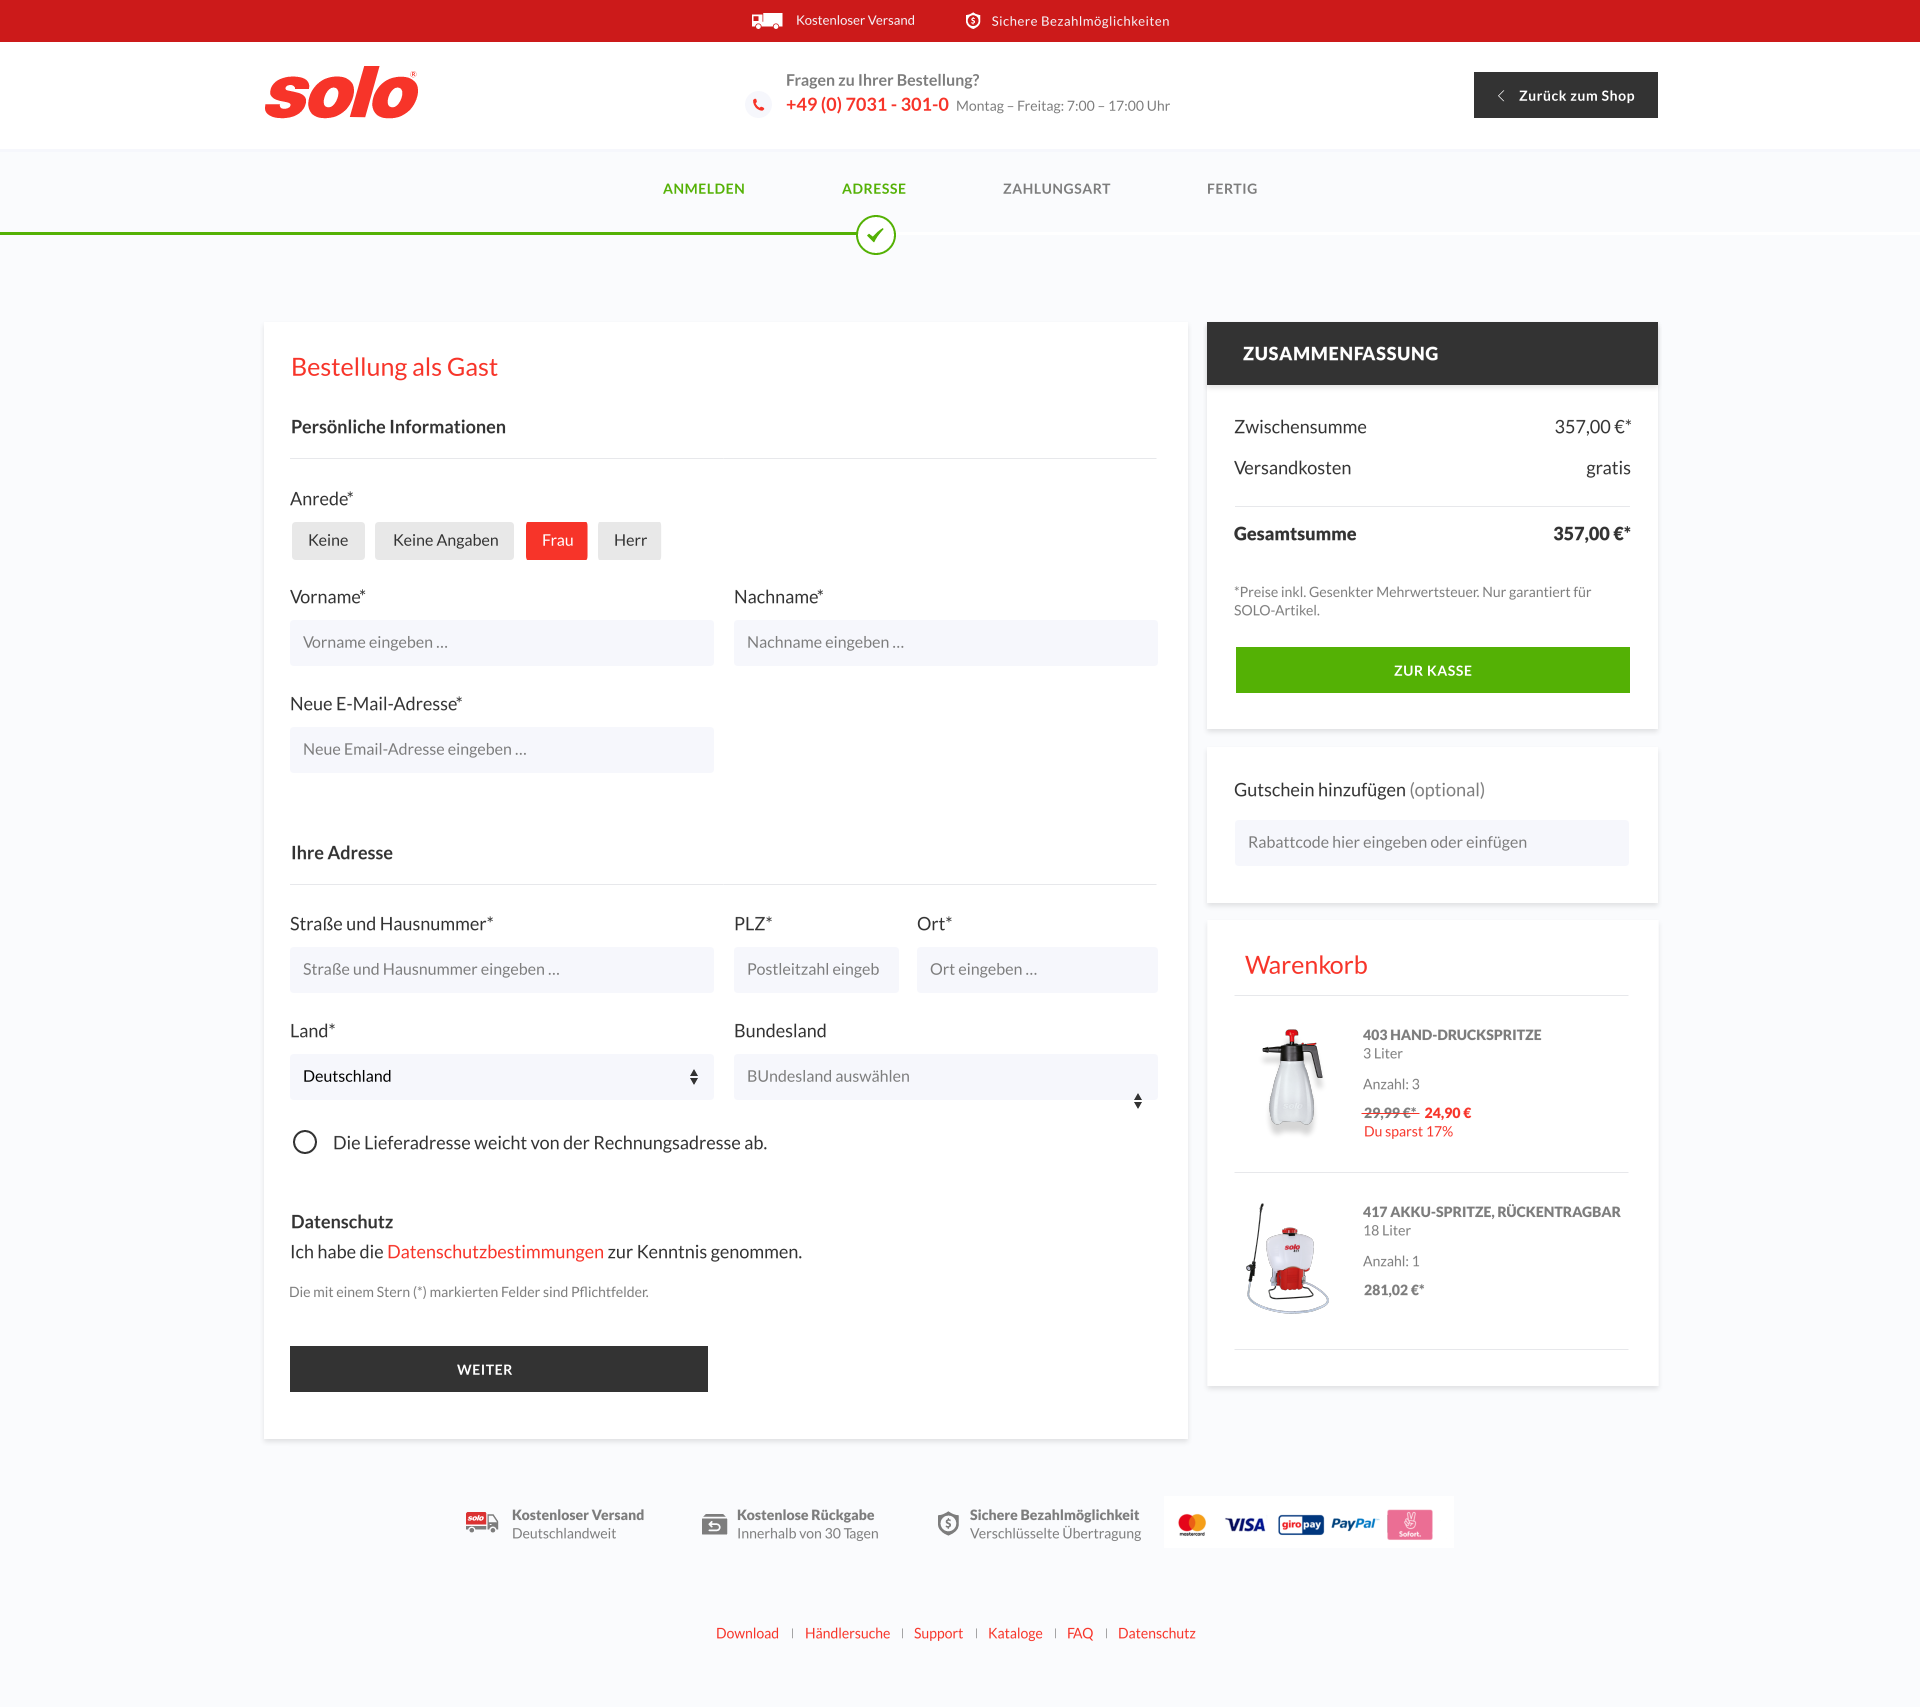 Kostenloser Versand
Sichere Bezahlmöglichkeiten
solo®
Fragen zu Ihrer Bestellung?
+49 (0) 7031 - 301-0 Montag – Freitag: 7:00 – 17:00 Uhr
Zurück zum Shop
ANMELDEN
ADRESSE
ZAHLUNGSART
FERTIG
Bestellung als Gast
Persönliche Informationen
Anrede*
Keine
Keine Angaben
Frau
Herr
Vorname*
Nachname*
Vorname eingeben ...
Nachname eingeben ...
Neue E-Mail-Adresse*
Neue Email-Adresse eingeben ...
Ihre Adresse
Straße und Hausnummer*
PLZ*
Ort*
Straße und Hausnummer eingeben ...
Postleitzahl eingeb
Ort eingeben ...
Land*
Bundesland
Deutschland
BUndesland auswählen
Die Lieferadresse weicht von der Rechnungsadresse ab.
Datenschutz
Ich habe die Datenschutzbestimmungen zur Kenntnis genommen.
Die mit einem Stern (*) markierten Felder sind Pflichtfelder.
WEITER
ZUSAMMENFASSUNG
Zwischensumme 357,00 €*
Versandkosten gratis
Gesamtsumme 357,00 €*
*Preise inkl. Gesenkter Mehrwertsteuer. Nur garantiert für
SOLO-Artikel.
ZUR KASSE
Gutschein hinzufügen (optional)
Rabattcode hier eingeben oder einfügen
Warenkorb
403 HAND-DRUCKSPRITZE
3 Liter
Anzahl: 3
29,99 €* 24,90 €
Du sparst 17%
solo
417 AKKU-SPRITZE, RÜCKENTRAGBAR
18 Liter
Anzahl: 1
281,02 €*
solo
Kostenloser Versand
Deutschlandweit
Kostenlose Rückgabe
Innerhalb von 30 Tagen
Sichere Bezahlmöglichkeit
Verschlüsselte Übertragung
mastercard
VISA
giropay
PayPal
Sofort.
Download
Händlersuche
Support
Kataloge
FAQ
Datenschutz